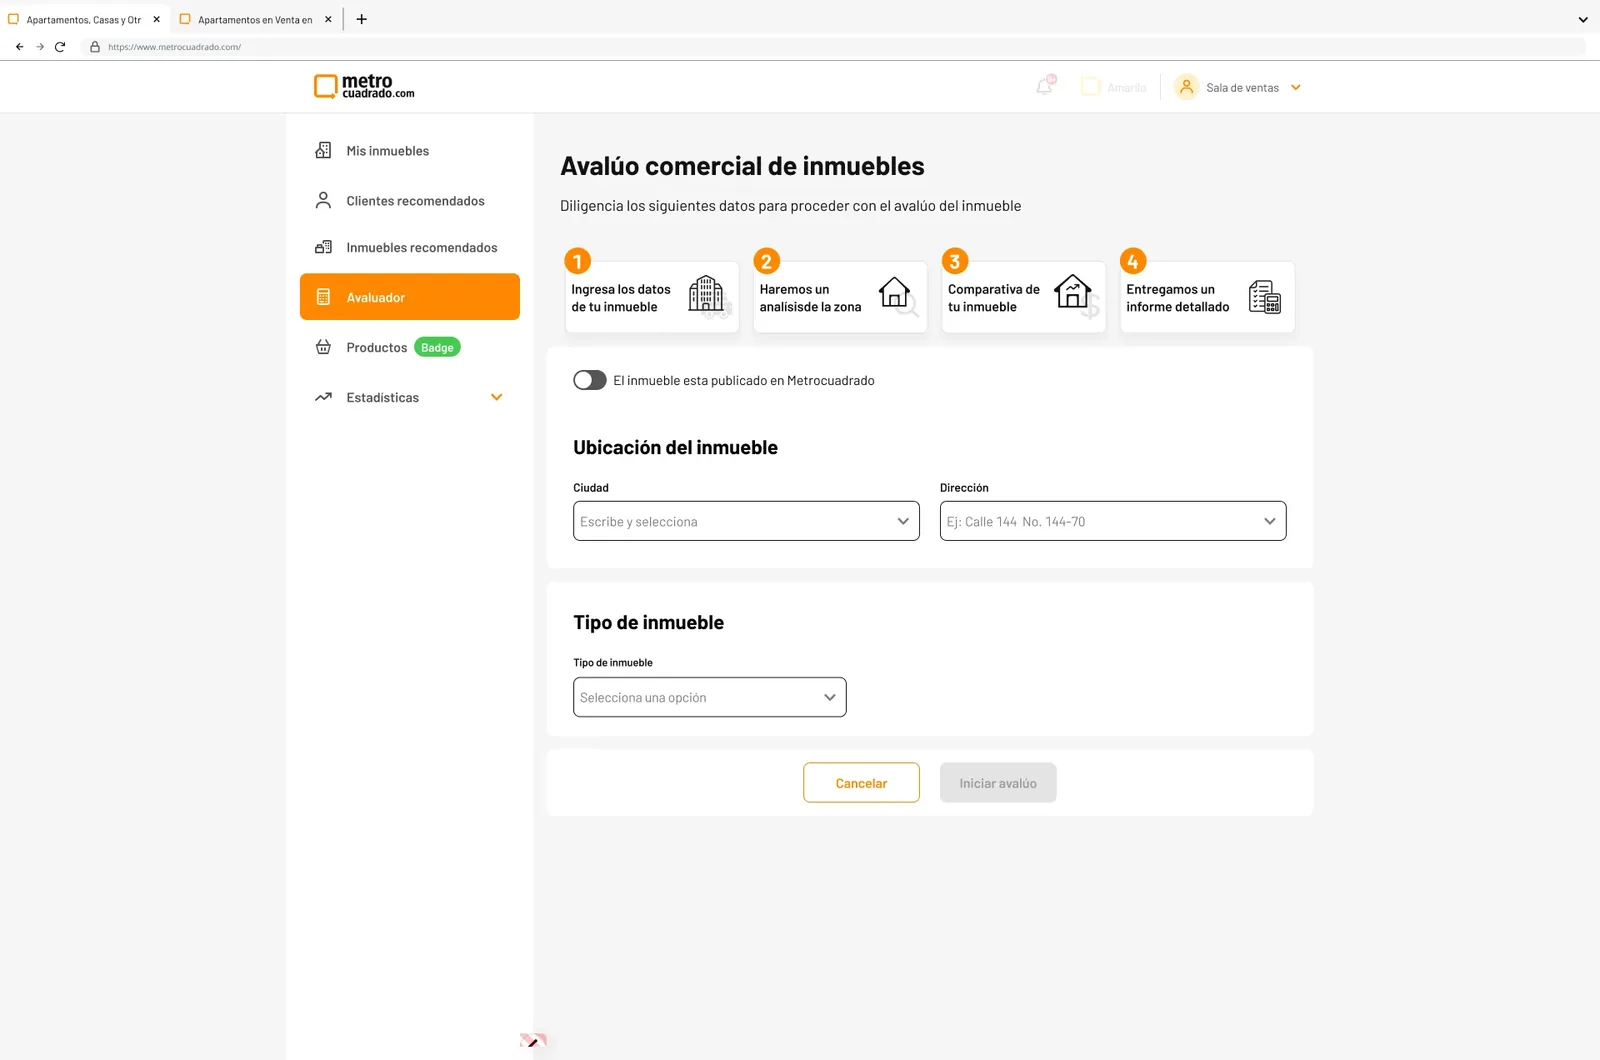 Apartamentos, Casas y Otr
Apartamentos en Venta en
https://www.metrocuadrado.com/
metro
cuadrado.com
9+
Amarilo
Sala de ventas
Mis inmuebles
Clientes recomendados
Inmuebles recomendados
Avaluador
Productos Badge
Estadísticas
Avalúo comercial de inmuebles
Diligencia los siguientes datos para proceder con el avalúo del inmueble
1
Ingresa los datos
de tu inmueble
2
Haremos un
analísisde la zona
3
Comparativa de
tu inmueble
4
Entregamos un
informe detallado
El inmueble esta publicado en Metrocuadrado
Ubicación del inmueble
Ciudad
Escribe y selecciona
Dirección
Ej: Calle 144 No. 144-70
Tipo de inmueble
Tipo de inmueble
Selecciona una opción
Cancelar
Iniciar avalúo